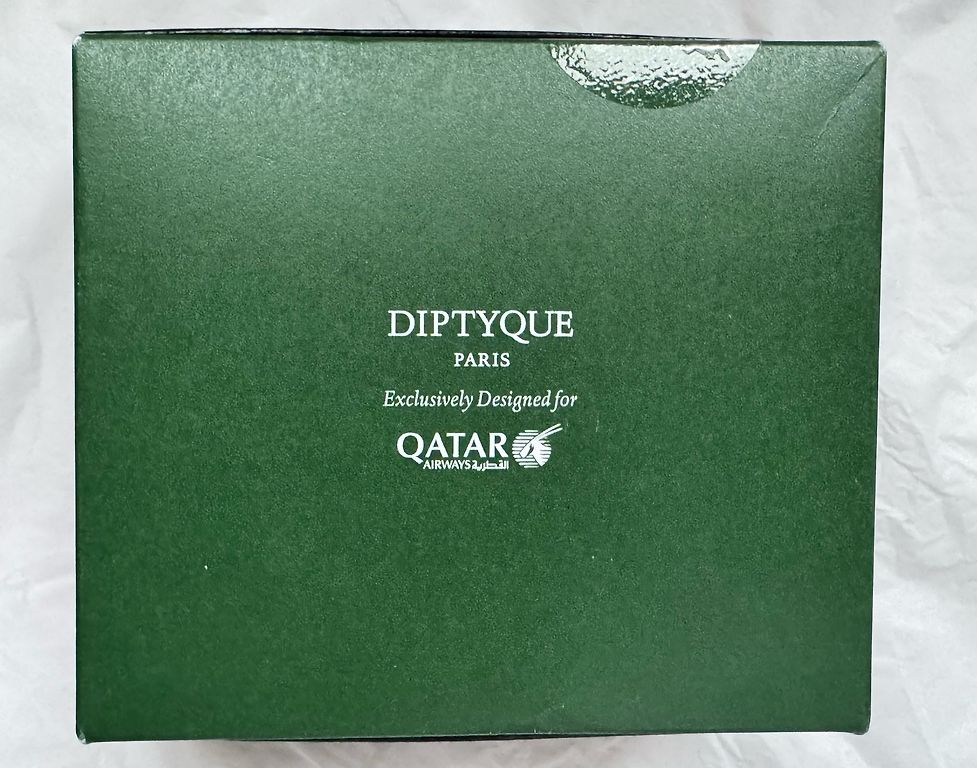 DIPTYQUE
PARIS
Exclusively Designed for
QATAR
AIRWAYS القطرية